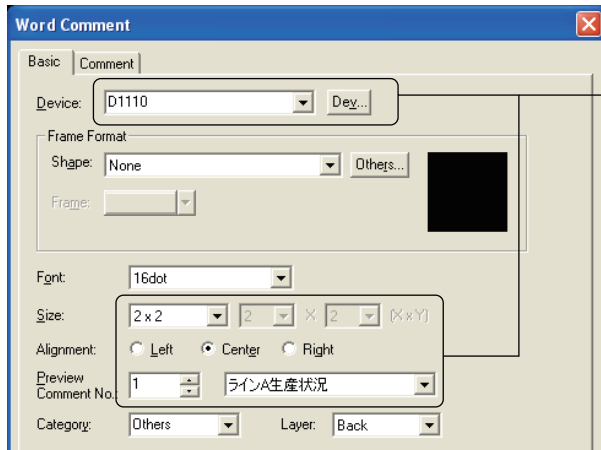 Word Comment
Basic Comment
Device: D1110 Dev...
Frame Format
Shape: None Others...
Frame:
Font: 16dot
Size: 2 x 2 2 X 2 (X x Y)
Alignment: Left Center Right
Preview
Comment No.: 1 ラインA生産状況
Category: Others Layer: Back